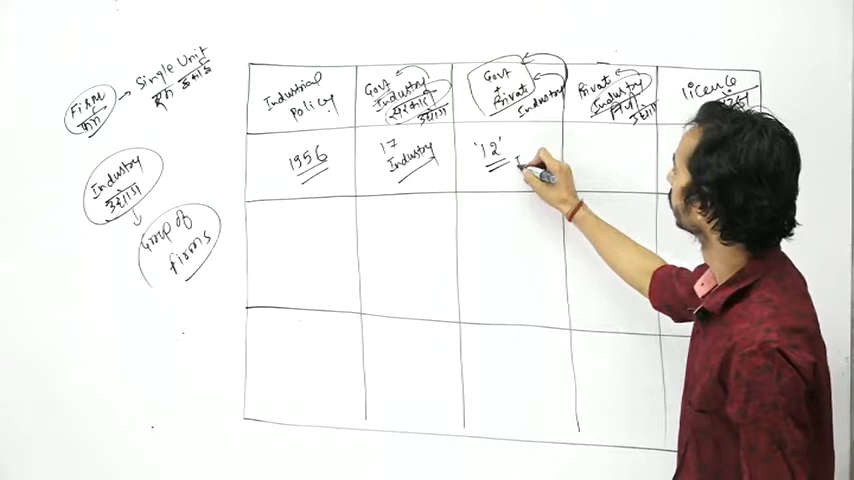 Firm
फर्म
Single Unit
एक इकाई
Industry
उद्योग
Group of
firms
Industrial
Policy
Govt
Industry
सरकारी
उद्योग
Govt
+
Private
Industry
Private
Industry
निजी
उद्योग
licence
1956
17
Industry
'12'
I